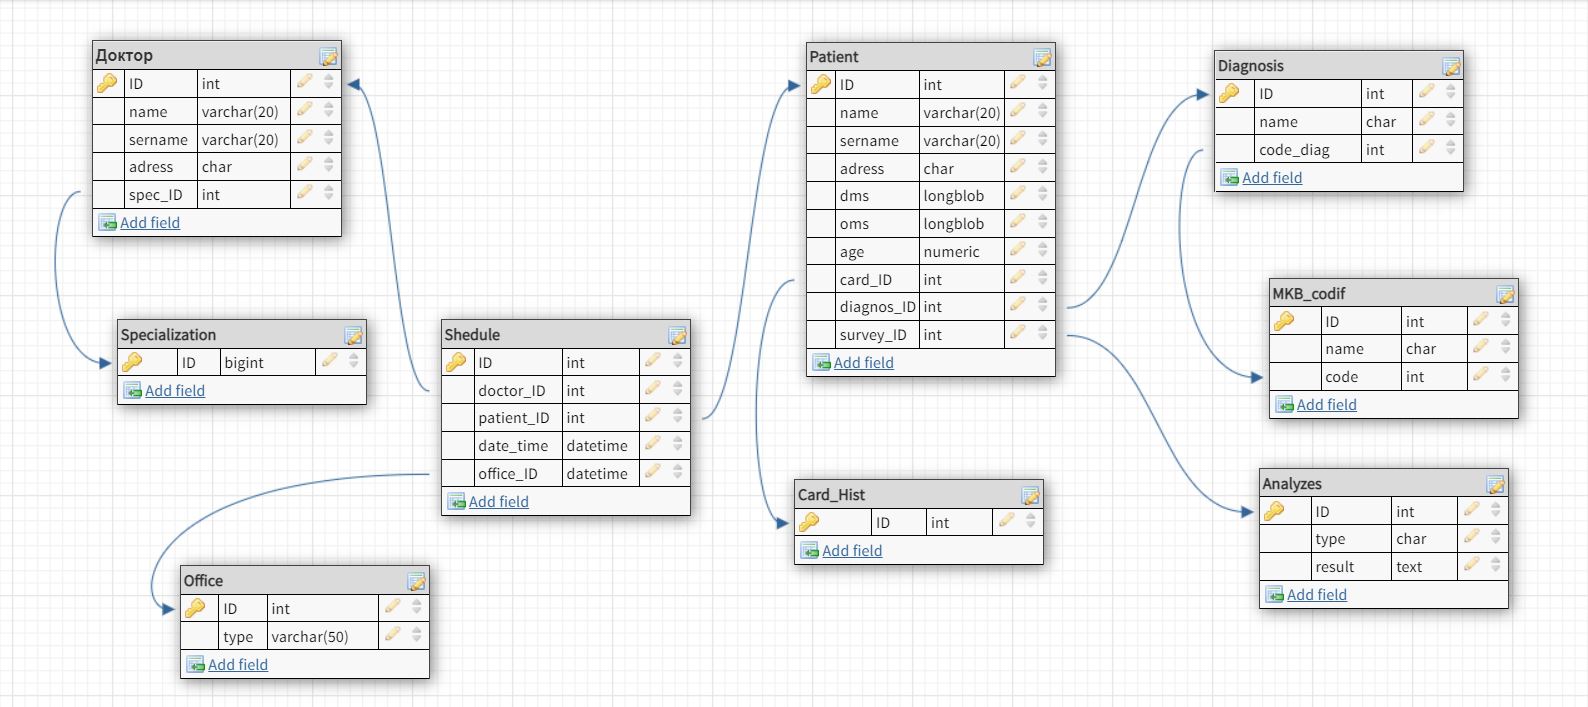 Доктор
ID int
name varchar(20)
sername varchar(20)
adress char
spec_ID int
Add field
Specialization
ID bigint
Add field
Shedule
ID int
doctor_ID int
patient_ID int
date_time datetime
office_ID datetime
Add field
Office
ID int
type varchar(50)
Add field
Patient
ID int
name varchar(20)
sername varchar(20)
adress char
dms longblob
oms longblob
age numeric
card_ID int
diagnos_ID int
survey_ID int
Add field
Card_Hist
ID int
Add field
Diagnosis
ID int
name char
code_diag int
Add field
MKB_codif
ID int
name char
code int
Add field
Analyzes
ID int
type char
result text
Add field